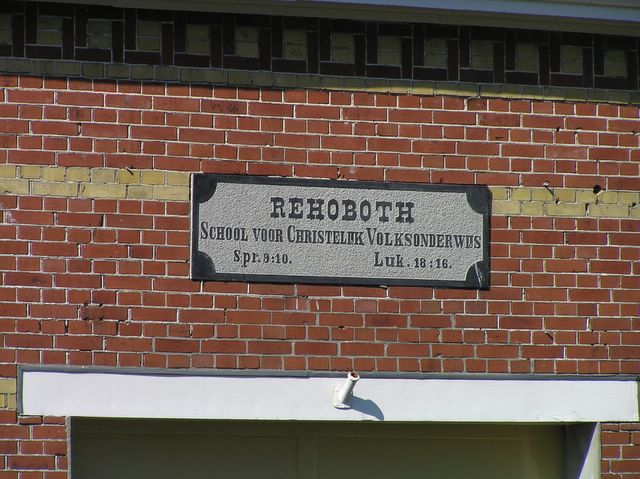 REHOBOTH
SCHOOL VOOR CHRISTELIJK VOLKSONDERWIJS
Spr. 9:10. Luk. 18:16.